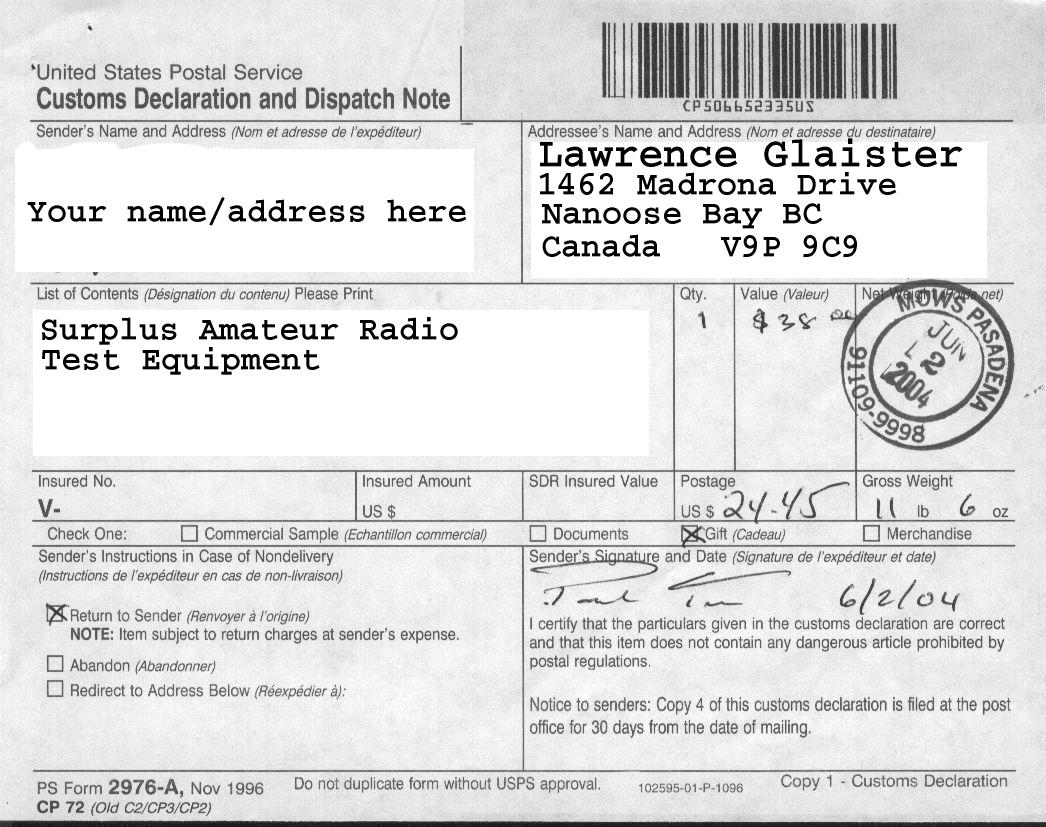 United States Postal Service
Customs Declaration and Dispatch Note
CP506652335US
Sender's Name and Address (Nom et adresse de l'expéditeur)
Your name/address here
Addressee's Name and Address (Nom et adresse du destinataire)
Lawrence Glaister
1462 Madrona Drive
Nanoose Bay BC
Canada V9P 9C9
List of Contents (Désignation du contenu) Please Print
Qty.
Value (Valeur)
Net Weight (Poids net)
Surplus Amateur Radio
Test Equipment
1
$ 38 00
MOWS PASADENA
JUN
2
2004
91109-9998
Insured No.
V-
Insured Amount
US $
SDR Insured Value
Postage
US $ 24.45
Gross Weight
11 lb 6 oz
Check One:
Commercial Sample (Echantillon commercial)
Documents
Gift (Cadeau)
Merchandise
Sender's Instructions in Case of Nondelivery
(Instructions de l'expéditeur en cas de non-livraison)
Return to Sender (Renvoyer à l'origine)
NOTE: Item subject to return charges at sender's expense.
Abandon (Abandonner)
Redirect to Address Below (Réexpédier à):
Sender's Signature and Date (Signature de l'expéditeur et date)
6/2/04
I certify that the particulars given in the customs declaration are correct
and that this item does not contain any dangerous article prohibited by
postal regulations.
Notice to senders: Copy 4 of this customs declaration is filed at the post
office for 30 days from the date of mailing.
PS Form 2976-A, Nov 1996
CP 72 (Old C2/CP3/CP2)
Do not duplicate form without USPS approval.
102595-01-P-1096
Copy 1 - Customs Declaration